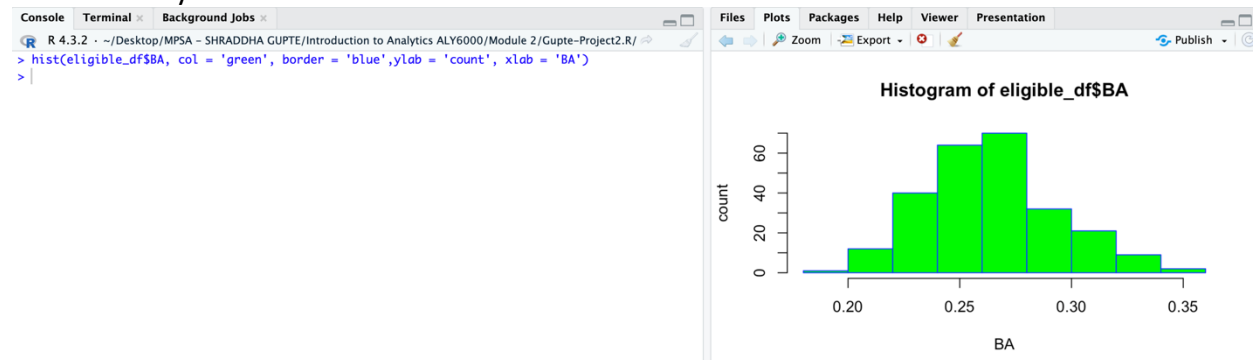 Console Terminal × Background Jobs ×
R 4.3.2 · ~/Desktop/MPSA - SHRADDHA GUPTE/Introduction to Analytics ALY6000/Module 2/Gupte-Project2.R/
> hist(eligible_df$BA, col = 'green', border = 'blue',ylab = 'count', xlab = 'BA')
>
Files Plots Packages Help Viewer Presentation
Zoom Export Publish
Histogram of eligible_df$BA
count
60
40
20
0
0.20 0.25 0.30 0.35
BA